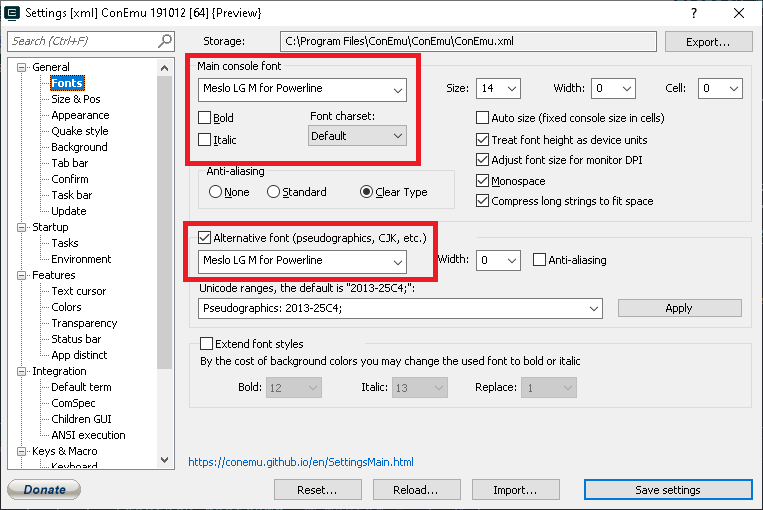 Settings [xml] ConEmu 191012 [64] {Preview}
?
Search (Ctrl+F)
Storage:
C:\Program Files\ConEmu\ConEmu\ConEmu.xml
Export...
General
Fonts
Size & Pos
Appearance
Quake style
Background
Tab bar
Confirm
Task bar
Update
Startup
Tasks
Environment
Features
Text cursor
Colors
Transparency
Status bar
App distinct
Integration
Default term
ComSpec
Children GUI
ANSI execution
Keys & Macro
Keyboard
Main console font
Meslo LG M for Powerline
Size: 14 Width: 0 Cell: 0
Bold
Font charset:
Italic
Default
Auto size (fixed console size in cells)
Treat font height as device units
Adjust font size for monitor DPI
Monospace
Compress long strings to fit space
Anti-aliasing
None Standard Clear Type
Alternative font (pseudographics, CJK, etc.)
Meslo LG M for Powerline
Width: 0 Anti-aliasing
Unicode ranges, the default is "2013-25C4;":
Pseudographics: 2013-25C4;
Apply
Extend font styles
By the cost of background colors you may change the used font to bold or italic
Bold: 12 Italic: 13 Replace: 1
https://conemu.github.io/en/SettingsMain.html
Donate
Reset...
Reload...
Import...
Save settings